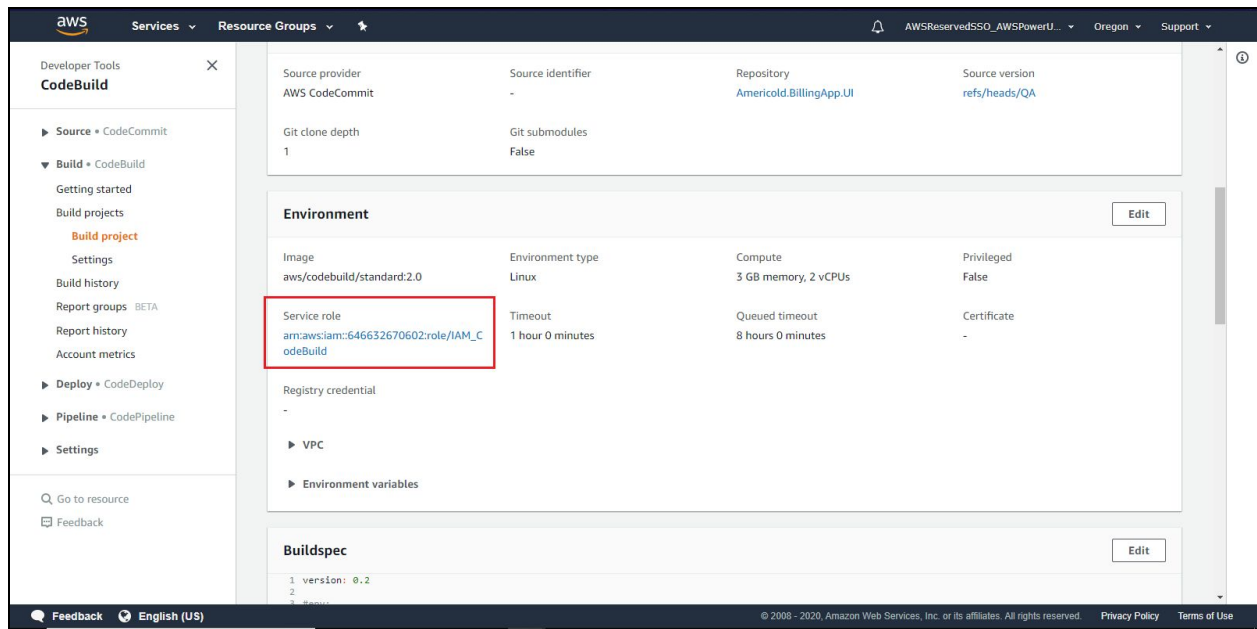 aws Services Resource Groups AWSReservedSSO_AWSPowerU... Oregon Support
Developer Tools
CodeBuild
Source • CodeCommit
Build • CodeBuild
Getting started
Build projects
Build project
Settings
Build history
Report groups BETA
Report history
Account metrics
Deploy • CodeDeploy
Pipeline • CodePipeline
Settings
Go to resource
Feedback
Source provider Source identifier Repository Source version
AWS CodeCommit - Americold.BillingApp.UI refs/heads/QA
Git clone depth Git submodules
1 False
Environment Edit
Image Environment type Compute Privileged
aws/codebuild/standard:2.0 Linux 3 GB memory, 2 vCPUs False
Service role Timeout Queued timeout Certificate
arn:aws:iam::646632670602:role/IAM_C 1 hour 0 minutes 8 hours 0 minutes -
odeBuild
Registry credential
-
VPC
Environment variables
Buildspec Edit
1 version: 0.2
2
3 #env:
Feedback English (US) © 2008 - 2020, Amazon Web Services, Inc. or its affiliates. All rights reserved. Privacy Policy Terms of Use